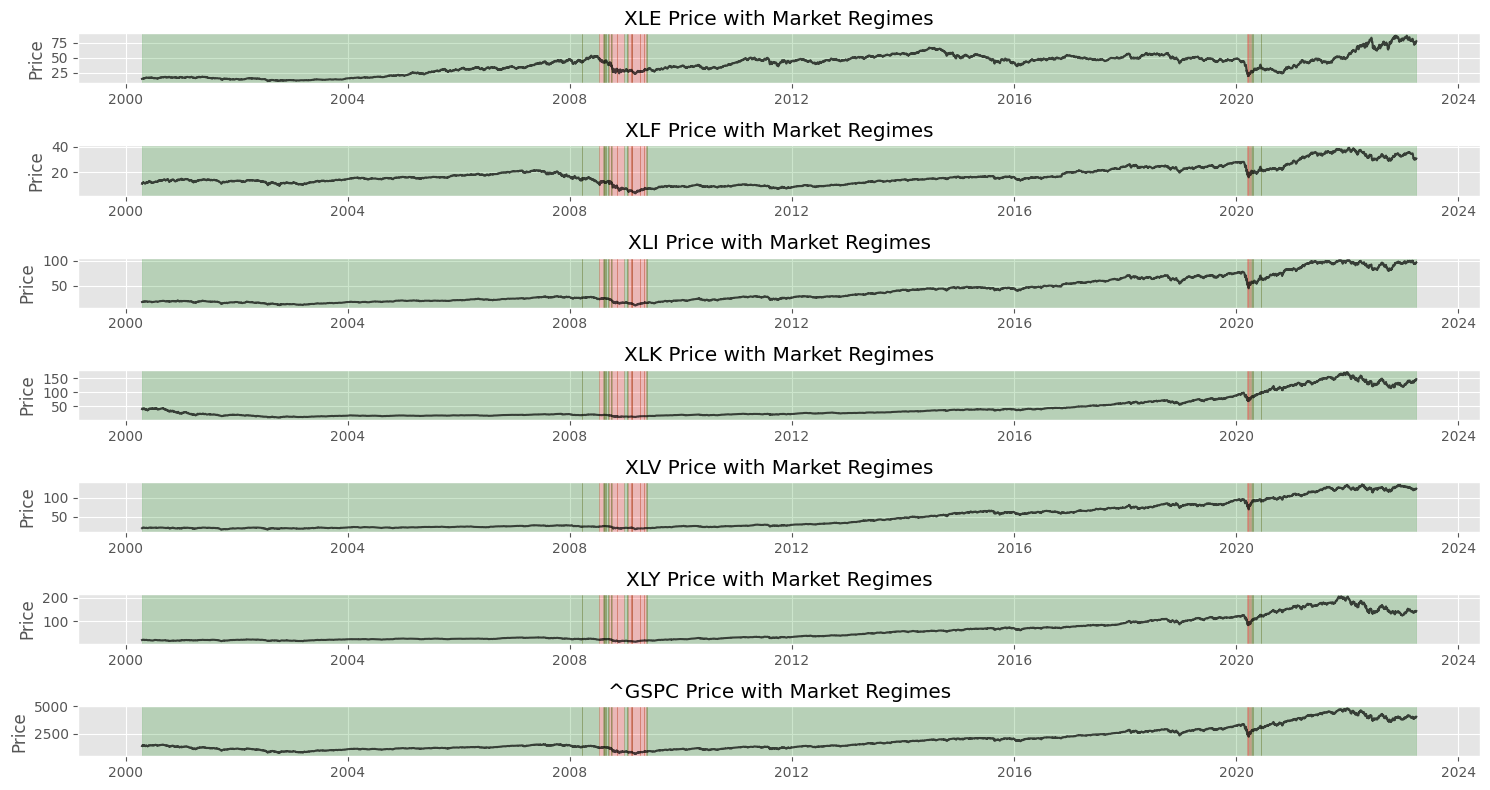 XLE Price with Market Regimes
Price
75
50
25
2000 2004 2008 2012 2016 2020 2024
XLF Price with Market Regimes
Price
40
20
2000 2004 2008 2012 2016 2020 2024
XLI Price with Market Regimes
Price
100
50
2000 2004 2008 2012 2016 2020 2024
XLK Price with Market Regimes
Price
150
100
50
2000 2004 2008 2012 2016 2020 2024
XLV Price with Market Regimes
Price
100
50
2000 2004 2008 2012 2016 2020 2024
XLY Price with Market Regimes
Price
200
100
2000 2004 2008 2012 2016 2020 2024
^GSPC Price with Market Regimes
Price
5000
2500
2000 2004 2008 2012 2016 2020 2024